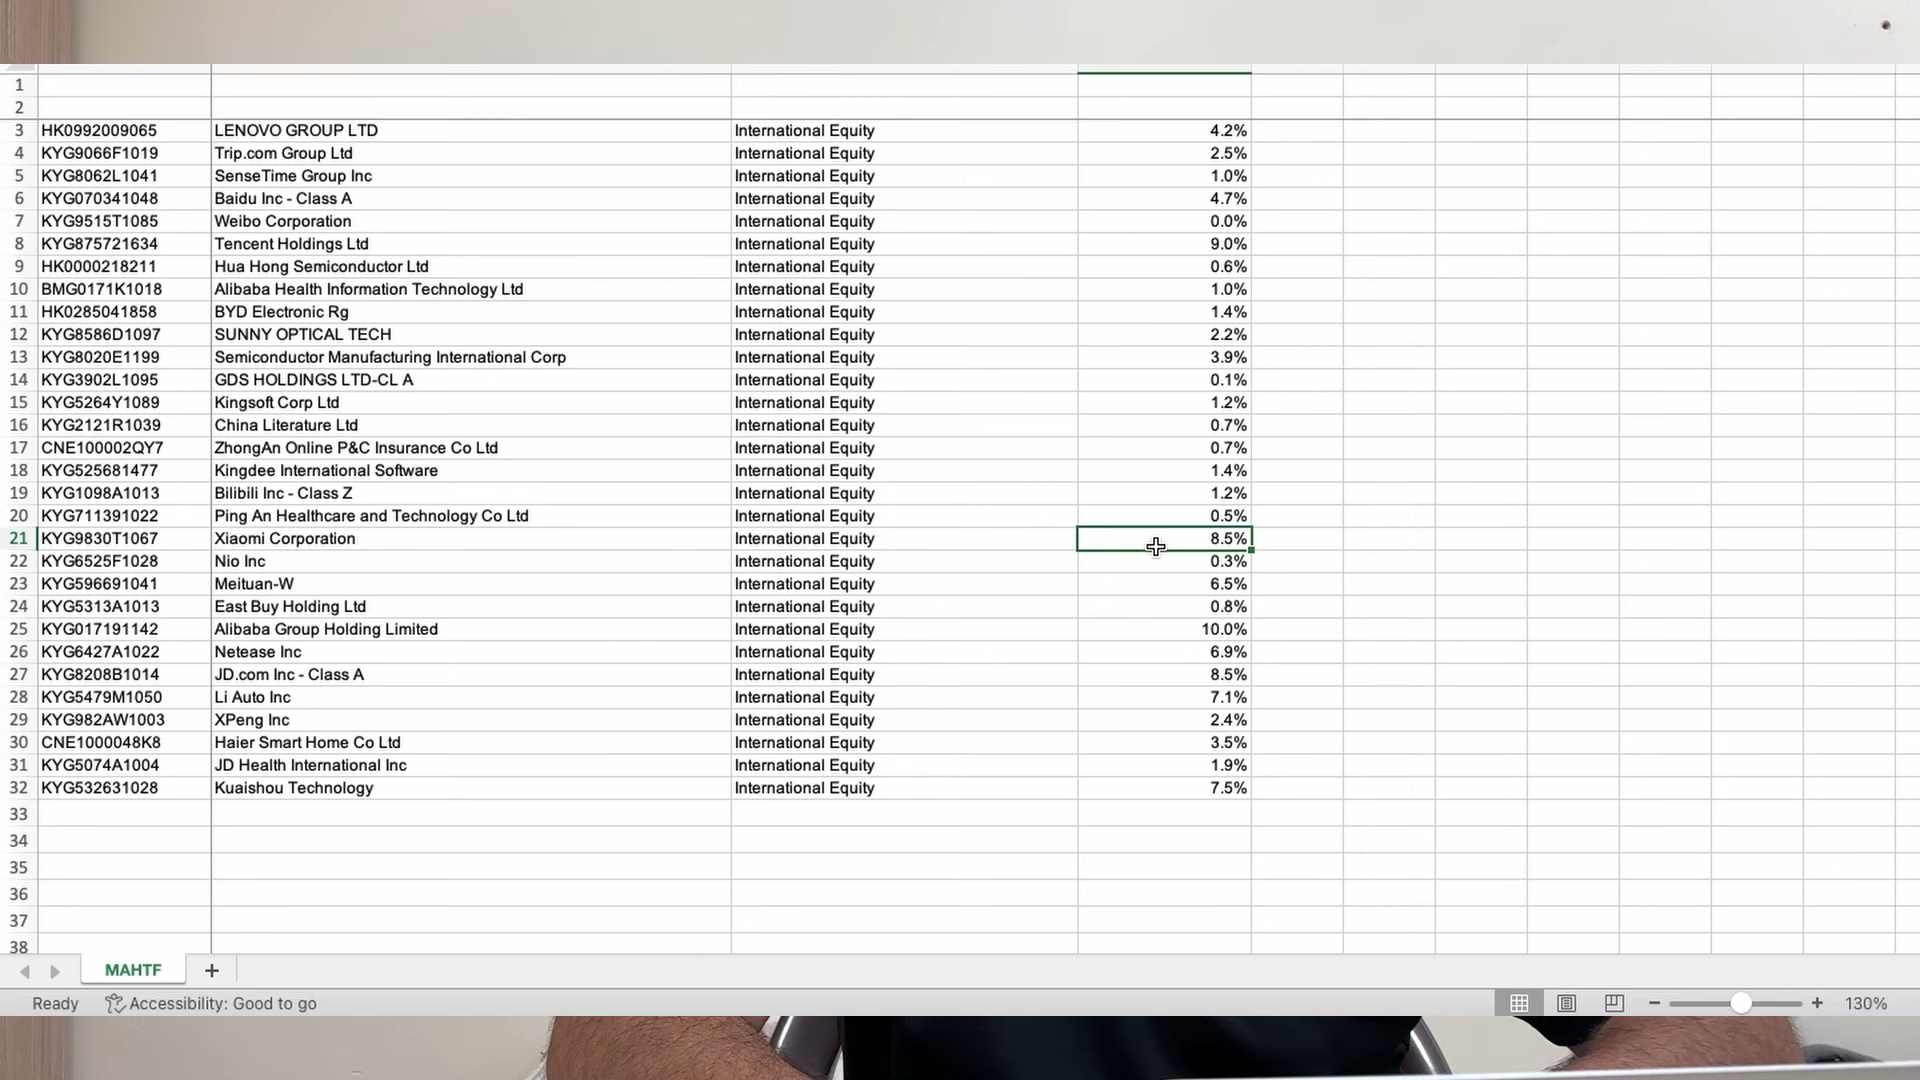 1
2
3 HK0992009065 LENOVO GROUP LTD International Equity 4.2%
4 KYG9066F1019 Trip.com Group Ltd International Equity 2.5%
5 KYG8062L1041 SenseTime Group Inc International Equity 1.0%
6 KYG070341048 Baidu Inc - Class A International Equity 4.7%
7 KYG9515T1085 Weibo Corporation International Equity 0.0%
8 KYG875721634 Tencent Holdings Ltd International Equity 9.0%
9 HK0000218211 Hua Hong Semiconductor Ltd International Equity 0.6%
10 BMG0171K1018 Alibaba Health Information Technology Ltd International Equity 1.0%
11 HK0285041858 BYD Electronic Rg International Equity 1.4%
12 KYG8586D1097 SUNNY OPTICAL TECH International Equity 2.2%
13 KYG8020E1199 Semiconductor Manufacturing International Corp International Equity 3.9%
14 KYG3902L1095 GDS HOLDINGS LTD-CL A International Equity 0.1%
15 KYG5264Y1089 Kingsoft Corp Ltd International Equity 1.2%
16 KYG2121R1039 China Literature Ltd International Equity 0.7%
17 CNE100002QY7 ZhongAn Online P&C Insurance Co Ltd International Equity 0.7%
18 KYG525681477 Kingdee International Software International Equity 1.4%
19 KYG1098A1013 Bilibili Inc - Class Z International Equity 1.2%
20 KYG711391022 Ping An Healthcare and Technology Co Ltd International Equity 0.5%
21 KYG9830T1067 Xiaomi Corporation International Equity 8.5%
22 KYG6525F1028 Nio Inc International Equity 0.3%
23 KYG596691041 Meituan-W International Equity 6.5%
24 KYG5313A1013 East Buy Holding Ltd International Equity 0.8%
25 KYG017191142 Alibaba Group Holding Limited International Equity 10.0%
26 KYG6427A1022 Netease Inc International Equity 6.9%
27 KYG8208B1014 JD.com Inc - Class A International Equity 8.5%
28 KYG5479M1050 Li Auto Inc International Equity 7.1%
29 KYG982AW1003 XPeng Inc International Equity 2.4%
30 CNE1000048K8 Haier Smart Home Co Ltd International Equity 3.5%
31 KYG5074A1004 JD Health International Inc International Equity 1.9%
32 KYG532631028 Kuaishou Technology International Equity 7.5%
33
34
35
36
37
38
MAHTF +
Ready Accessibility: Good to go 130%